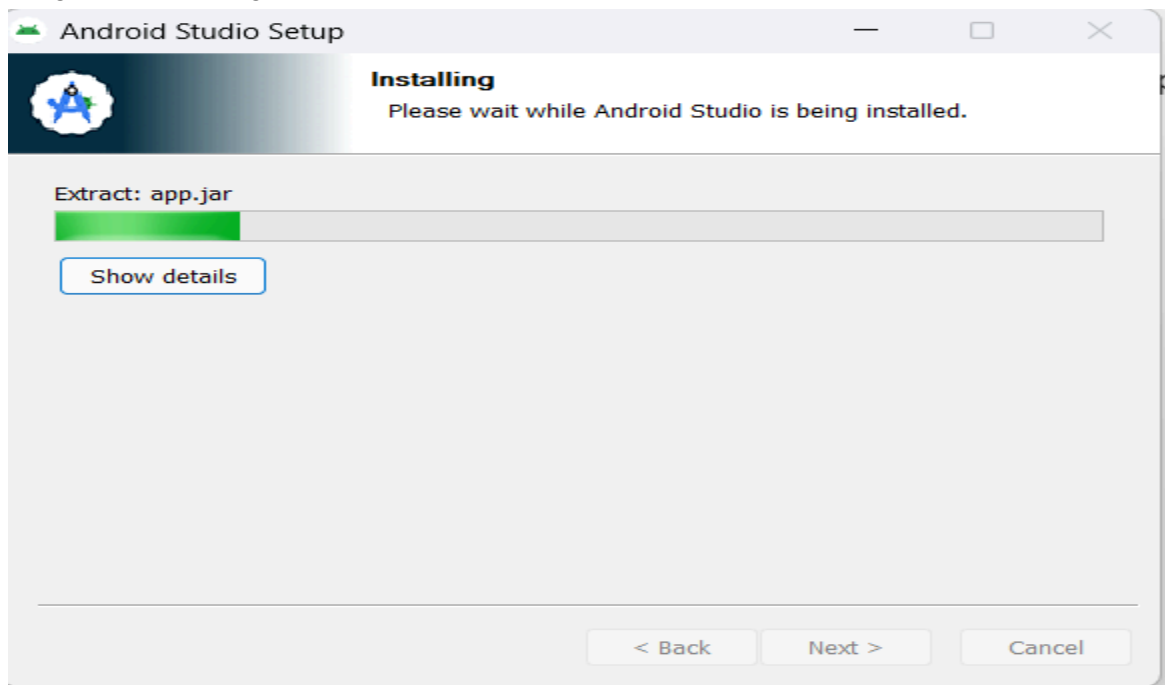 Android Studio Setup
Installing
Please wait while Android Studio is being installed.
Extract: app.jar
Show details
< Back
Next >
Cancel